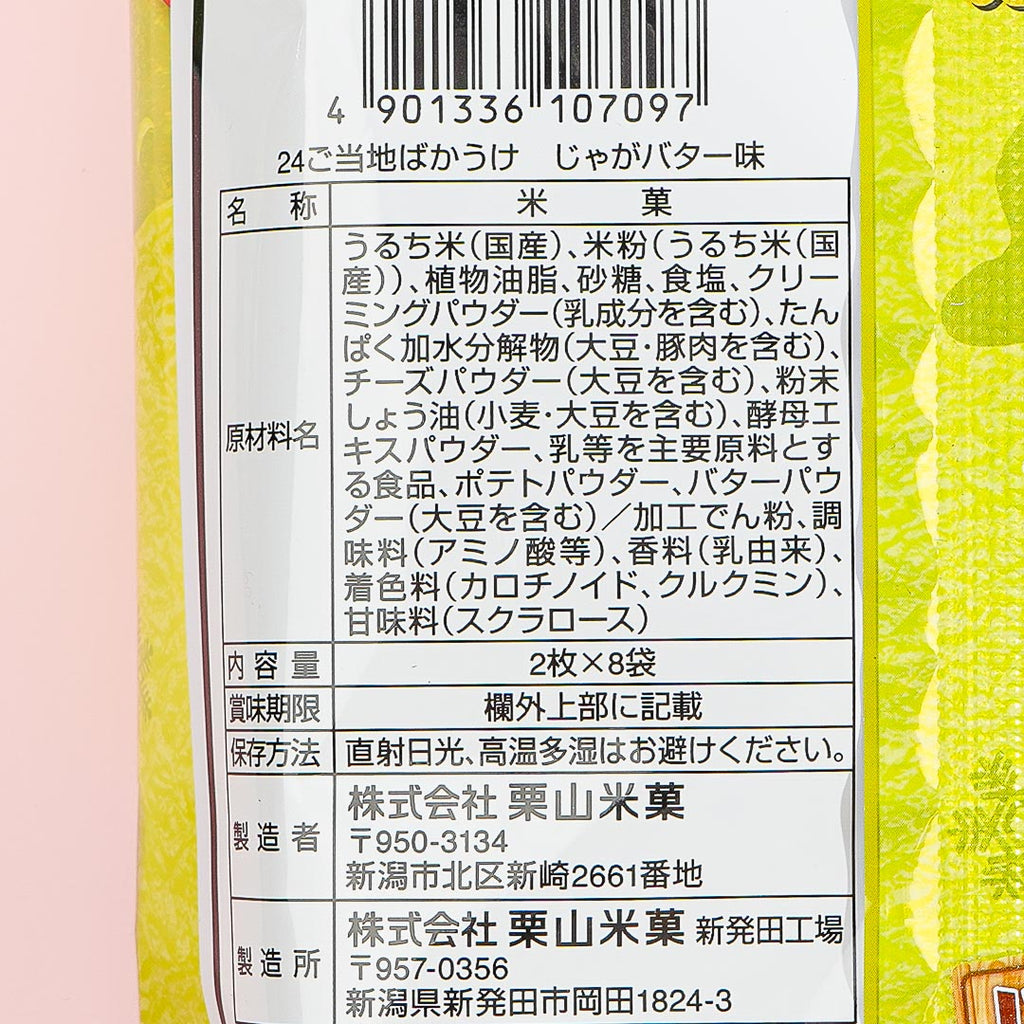 4 901336 107097
24ご当地ばかうけ　じゃがバター味
名称 米菓
原材料名
うるち米(国産)、米粉(うるち米(国
産))、植物油脂、砂糖、食塩、クリー
ミングパウダー(乳成分を含む)、たん
ぱく加水分解物(大豆・豚肉を含む)、
チーズパウダー(大豆を含む)、粉末
しょう油(小麦・大豆を含む)、酵母エ
キスパウダー、乳等を主要原料とす
る食品、ポテトパウダー、バターパウ
ダー(大豆を含む)／加工でん粉、調
味料(アミノ酸等)、香料(乳由来)、
着色料(カロチノイド、クルクミン)、
甘味料(スクラロース)
内容量 2枚×8袋
賞味期限 欄外上部に記載
保存方法 直射日光、高温多湿はお避けください。
製造者
株式会社 栗山米菓
〒950-3134
新潟市北区新崎2661番地
製造所
株式会社 栗山米菓 新発田工場
〒957-0356
新潟県新発田市岡田1824-3